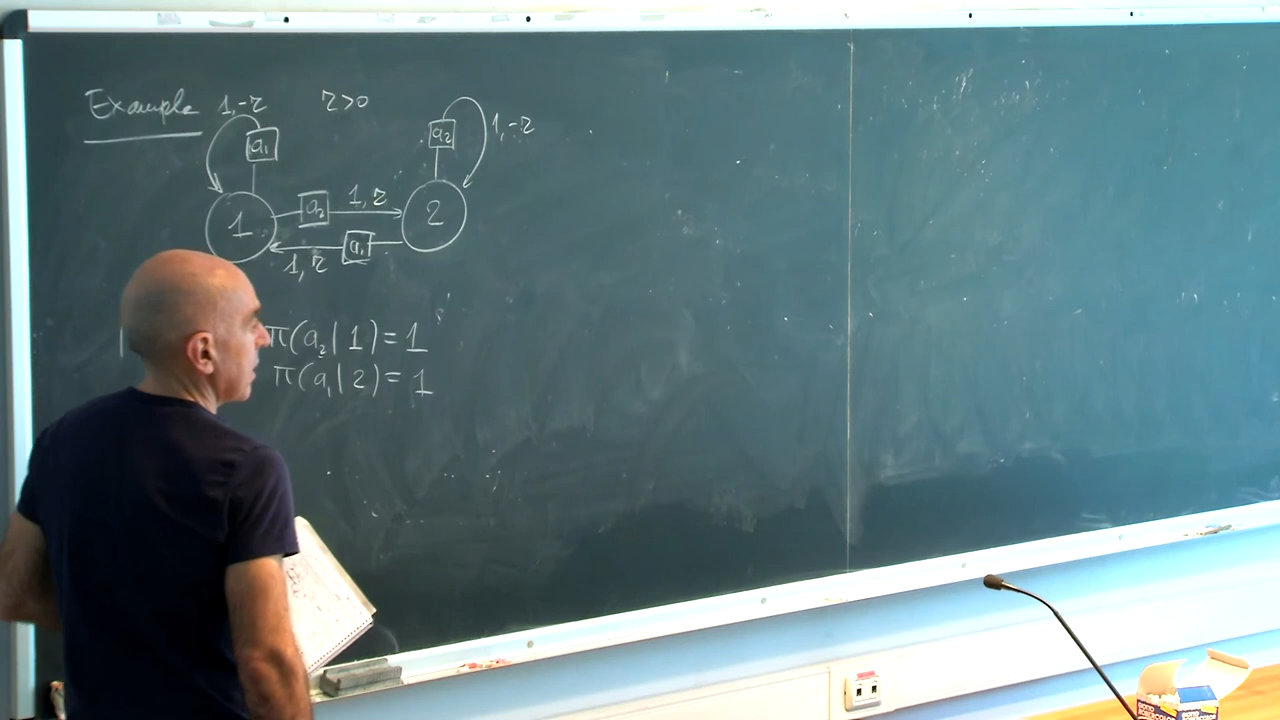 Example 1,-r r>0
a₁
a₂ 1,-r
a₂ 1,r
1 2
1,r a₁
π(a₂|1)=1
π(a₁|2)=1